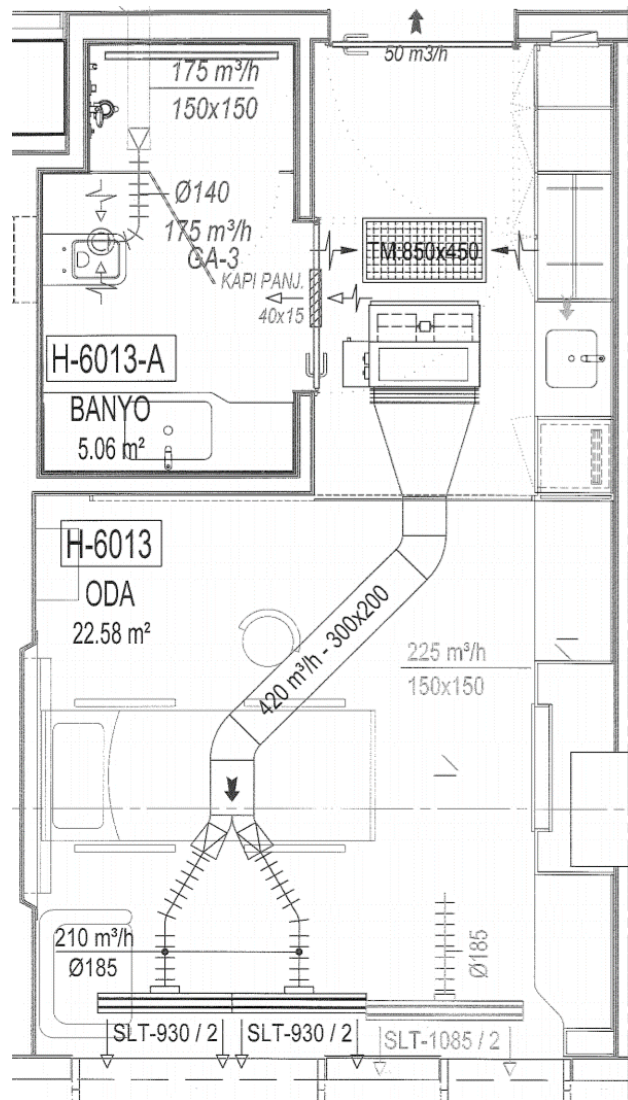 50 m3/h
175 m³/h
150x150
Ø140
175 m³/h
GA-3
TM:850x450
KAPI PANJ.
40x15
H-6013-A
BANYO
5.06 m²
H-6013
ODA
22.58 m²
420 m³/h - 300x200
225 m³/h
150x150
210 m³/h
Ø185
Ø185
SLT-930 / 2
SLT-930 / 2
SLT-1085 / 2